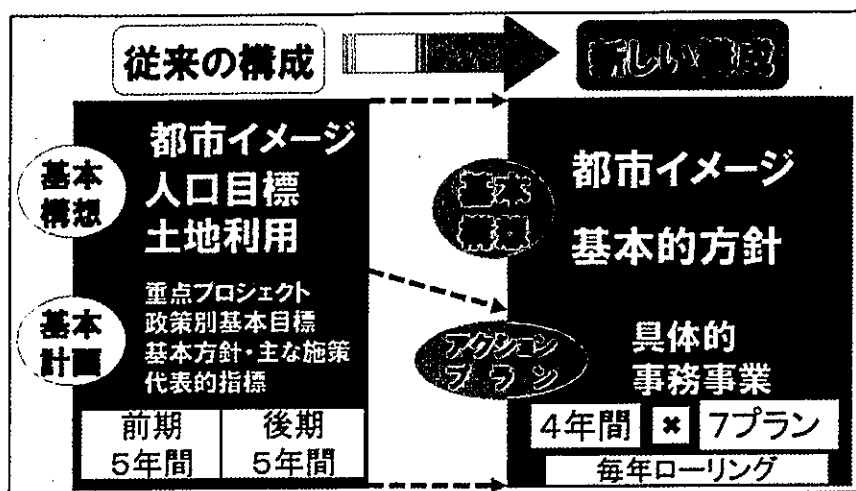 従来の構成
新しい構成
基本
構想
都市イメージ
人口目標
土地利用
基本
計画
重点プロジェクト
政策別基本目標
基本方針・主な施策
代表的指標
前期
5年間
後期
5年間
基本
構想
都市イメージ
基本的方針
アクション
プラン
具体的
事務事業
4年間 × 7プラン
毎年ローリング